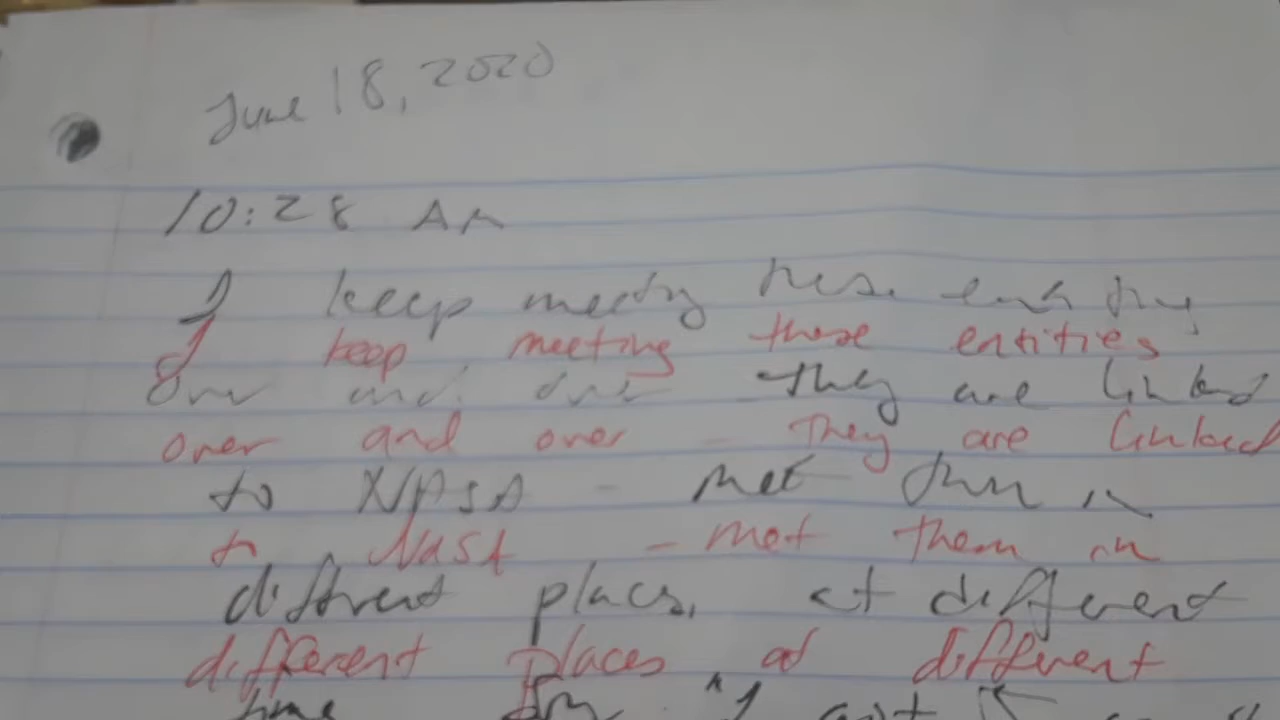 June 18, 2020
10:28 AM
I keep meeting these entities
I keep meeting these entities
Over and over They are linked
over and over - They are linked
to NASA - met them in
to NASA - met them in
different places, at different
different places at different
time